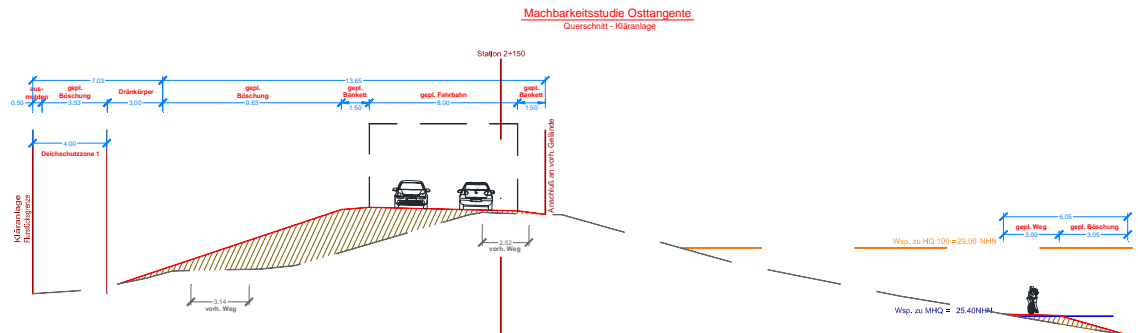 Machbarkeitsstudie Osttangente
Querschnitt - Kläranlage
Station 2+150
7.03
13.65
aus-
mulden
gepl.
Böschung
Dränkörper
gepl.
Böschung
gepl.
Bankett
gepl. Fahrbahn
gepl.
Bankett
0.50
3.53
3.00
9.63
1.50
8.00
1.50
4.00
Deichschutzzone 1
Kläranlage
Flurstücksgrenze
Anschluß an vorh. Gelände
6.05
gepl. Weg
gepl. Böschung
3.00
3.05
Wsp. zu HQ 100 =29,06 NHN
2.52
vorh. Weg
3.14
vorh. Weg
Wsp. zu MHQ = 25,40NHN